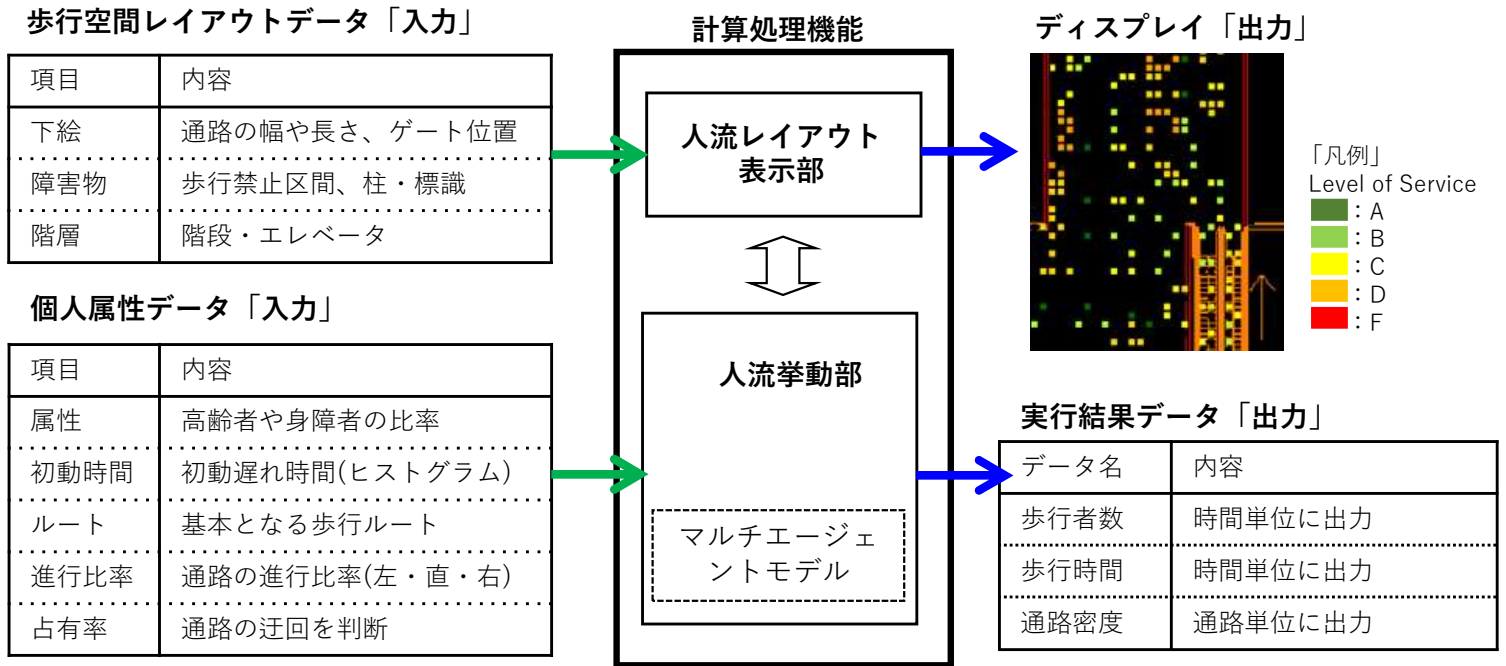 歩行空間レイアウトデータ「入力」
項目 内容
下絵 通路の幅や長さ、ゲート位置
障害物 歩行禁止区間、柱・標識
階層 階段・エレベータ
個人属性データ「入力」
項目 内容
属性 高齢者や身障者の比率
初動時間 初動遅れ時間(ヒストグラム)
ルート 基本となる歩行ルート
進行比率 通路の進行比率(左・直・右)
占有率 通路の迂回を判断
計算処理機能
人流レイアウト
表示部
人流挙動部
マルチエージェ
ントモデル
ディスプレイ「出力」
「凡例」
Level of Service
：A
：B
：C
：D
：F
実行結果データ「出力」
データ名 内容
歩行者数 時間単位に出力
歩行時間 時間単位に出力
通路密度 通路単位に出力